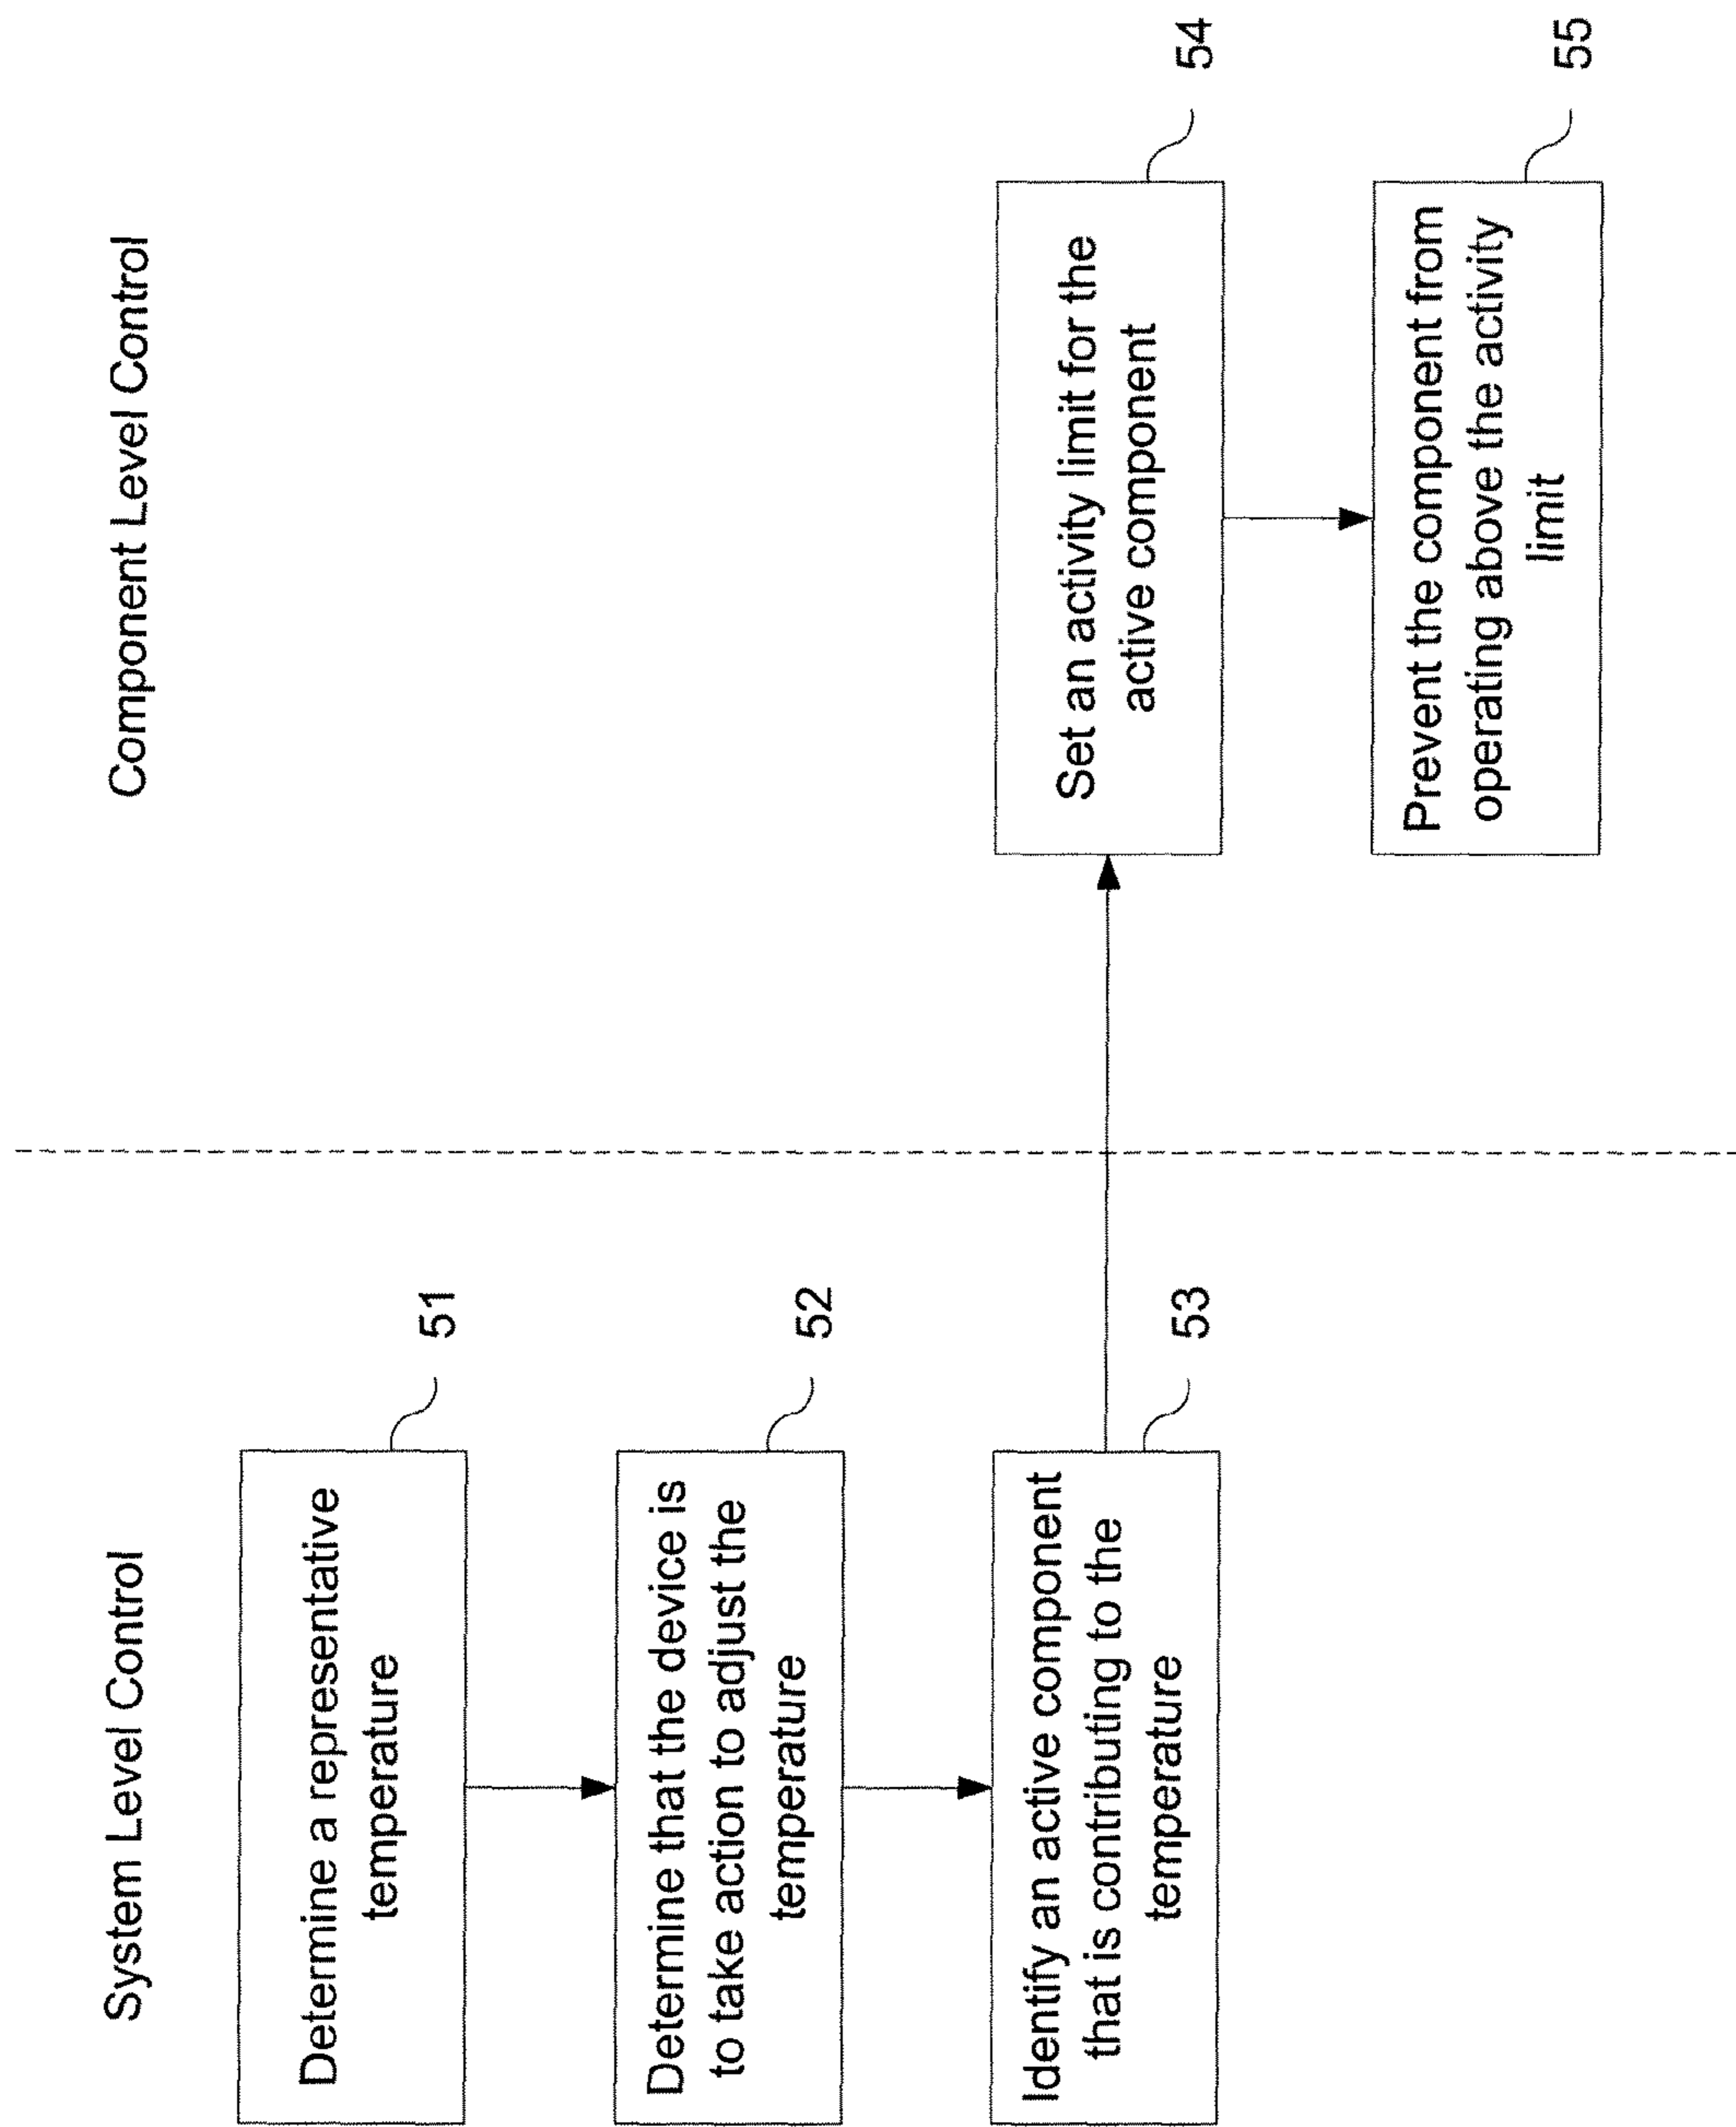 System Level Control
Component Level Control
Determine a representative
temperature
51
Determine that the device is
to take action to adjust the
temperature
52
Identify an active component
that is contributing to the
temperature
53
Set an activity limit for the
active component
54
Prevent the component from
operating above the activity
limit
55